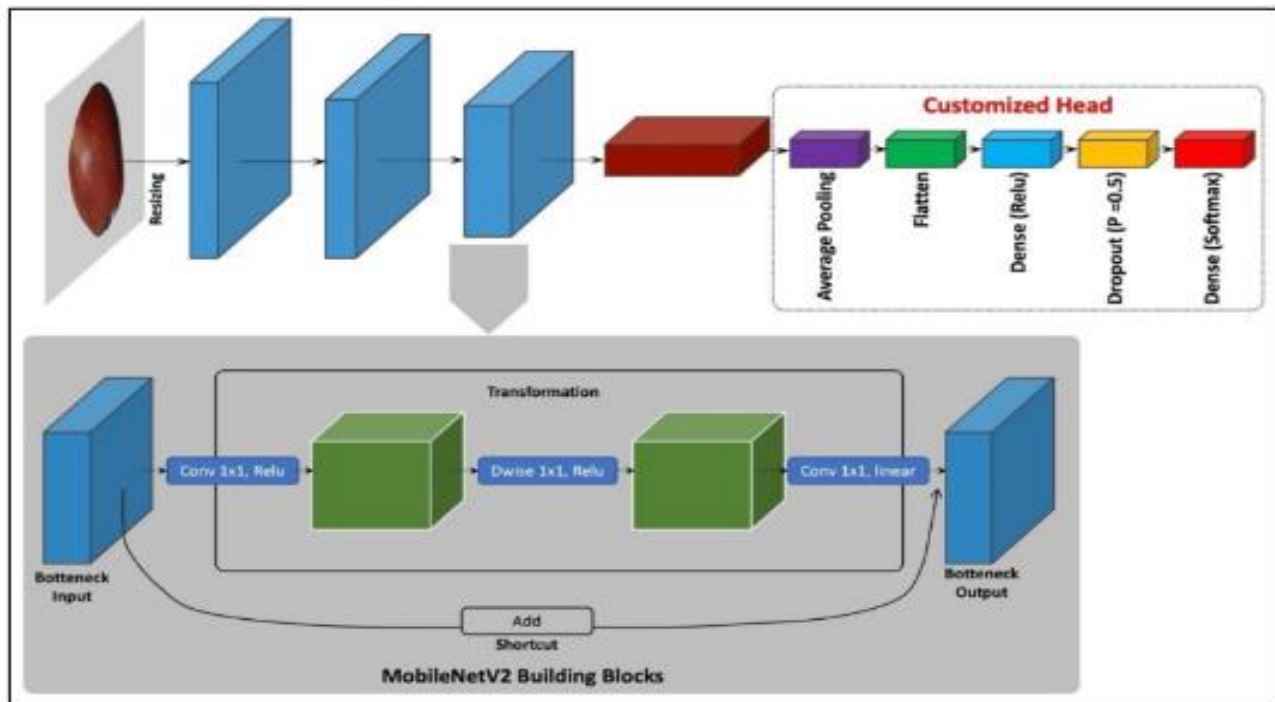 Customized Head
Resizing
Average Pooling
Flatten
Dense (Relu)
Dropout (P =0.5)
Dense (Softmax)
Transformation
Conv 1x1, Relu
Dwise 1x1, Relu
Conv 1x1, linear
Botteneck
Input
Botteneck
Output
Add
Shortcut
MobileNetV2 Building Blocks